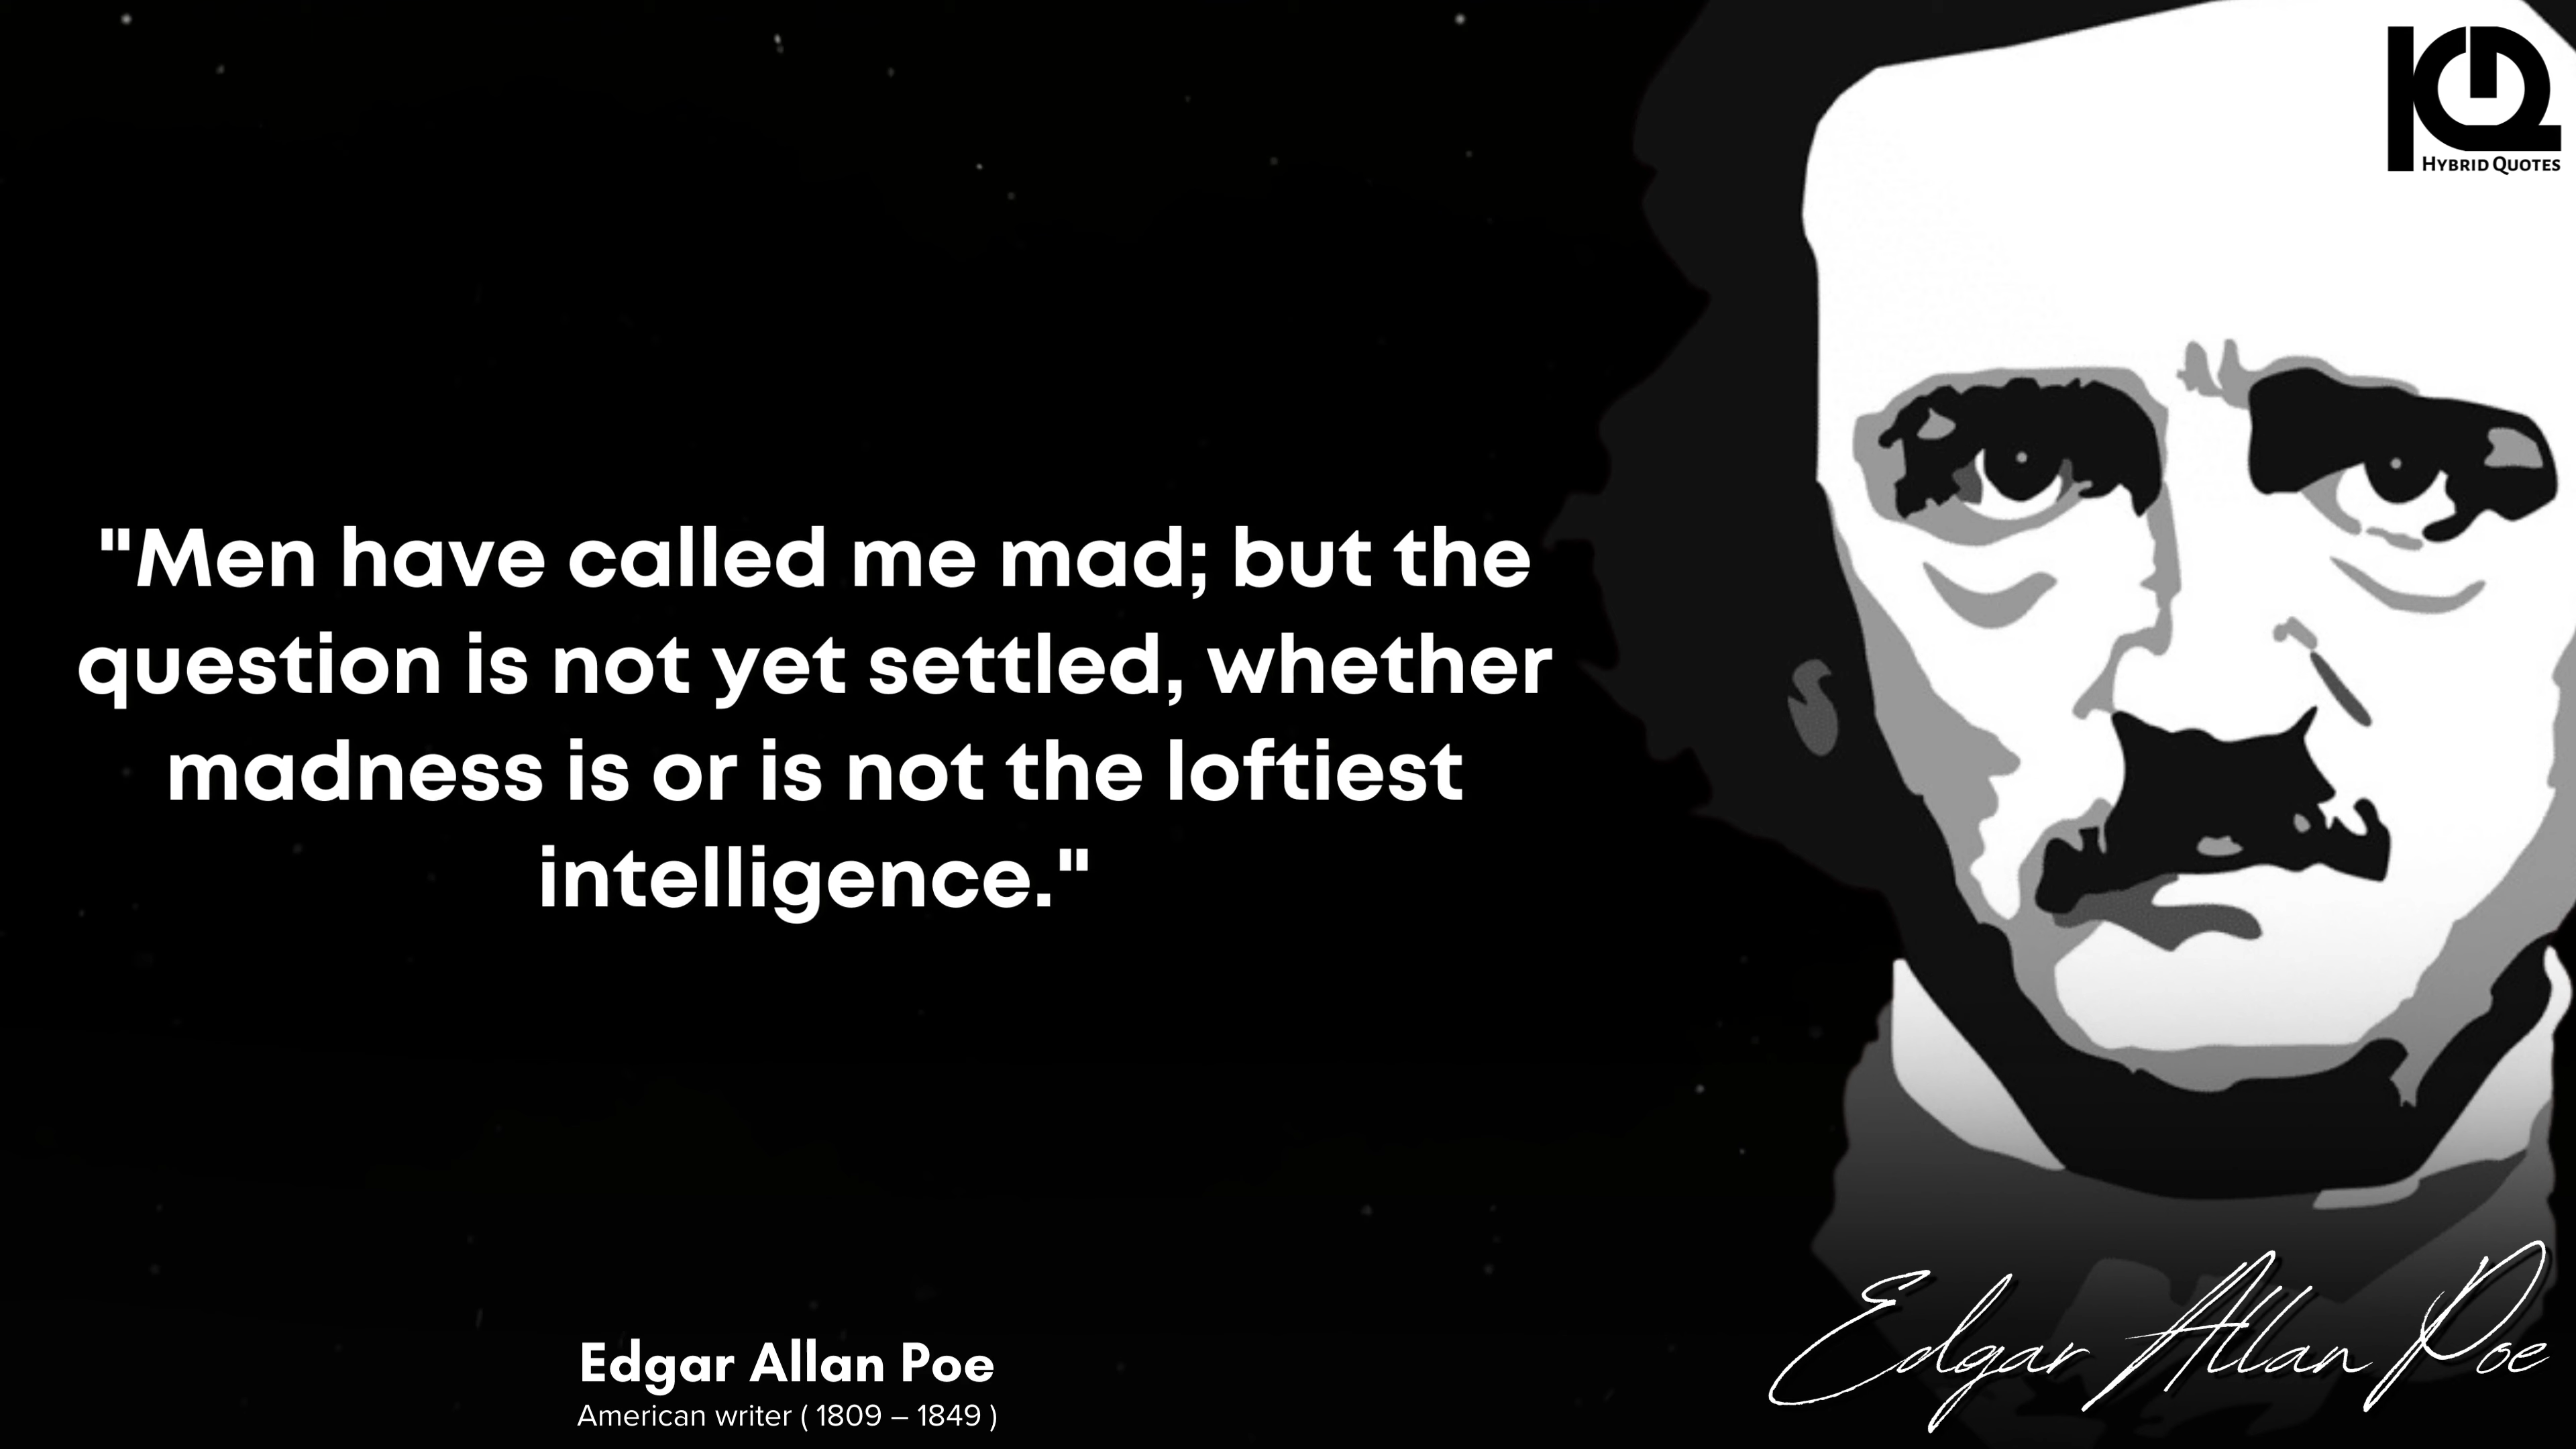 HYBRID QUOTES
"Men have called me mad; but the
question is not yet settled, whether
madness is or is not the loftiest
intelligence."
Edgar Allan Poe
American writer ( 1809 – 1849 )
Edgar Allan Poe